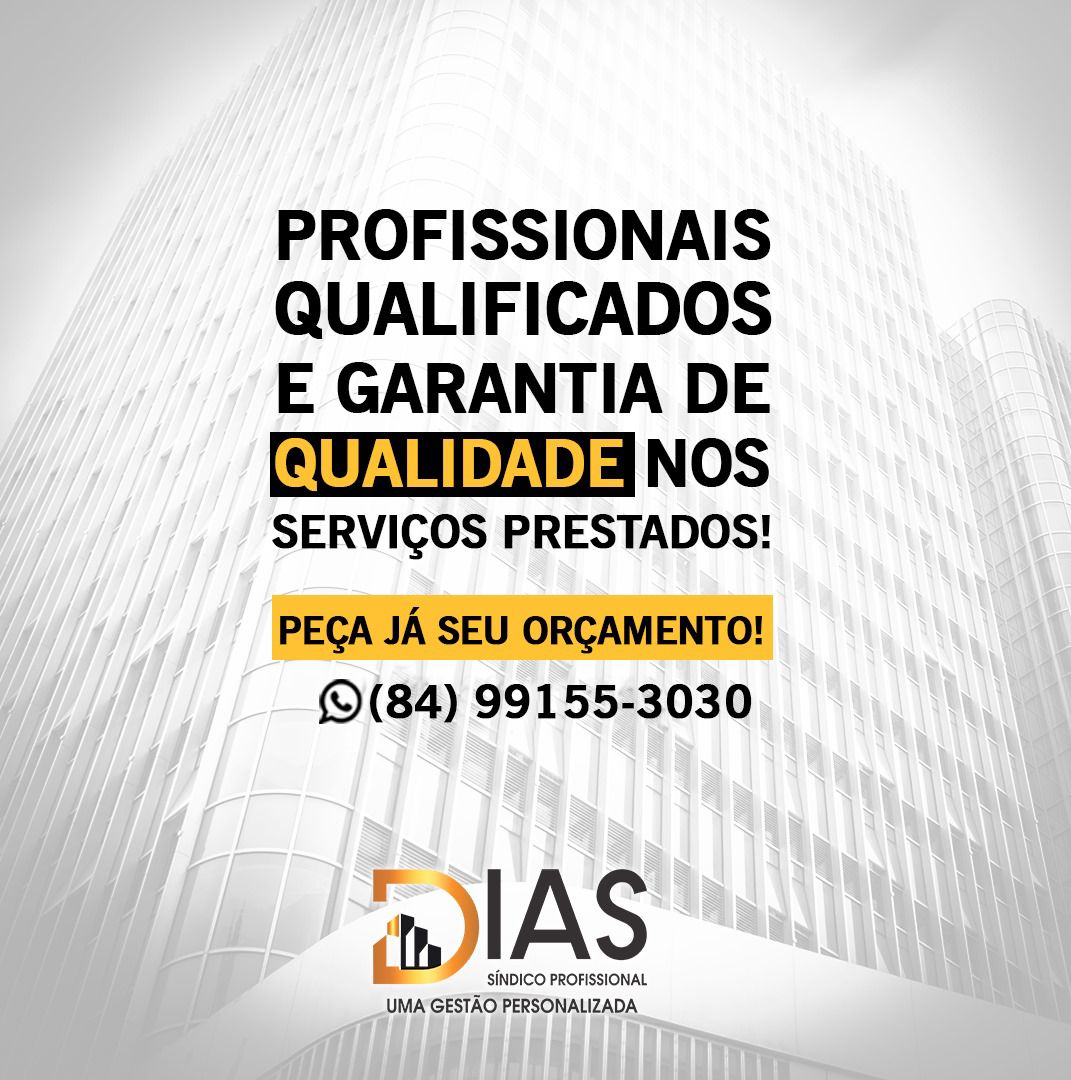 PROFISSIONAIS
QUALIFICADOS
E GARANTIA DE
QUALIDADE NOS
SERVIÇOS PRESTADOS!
PEÇA JÁ SEU ORÇAMENTO!
(84) 99155-3030
DIAS
SÍNDICO PROFISSIONAL
UMA GESTÃO PERSONALIZADA